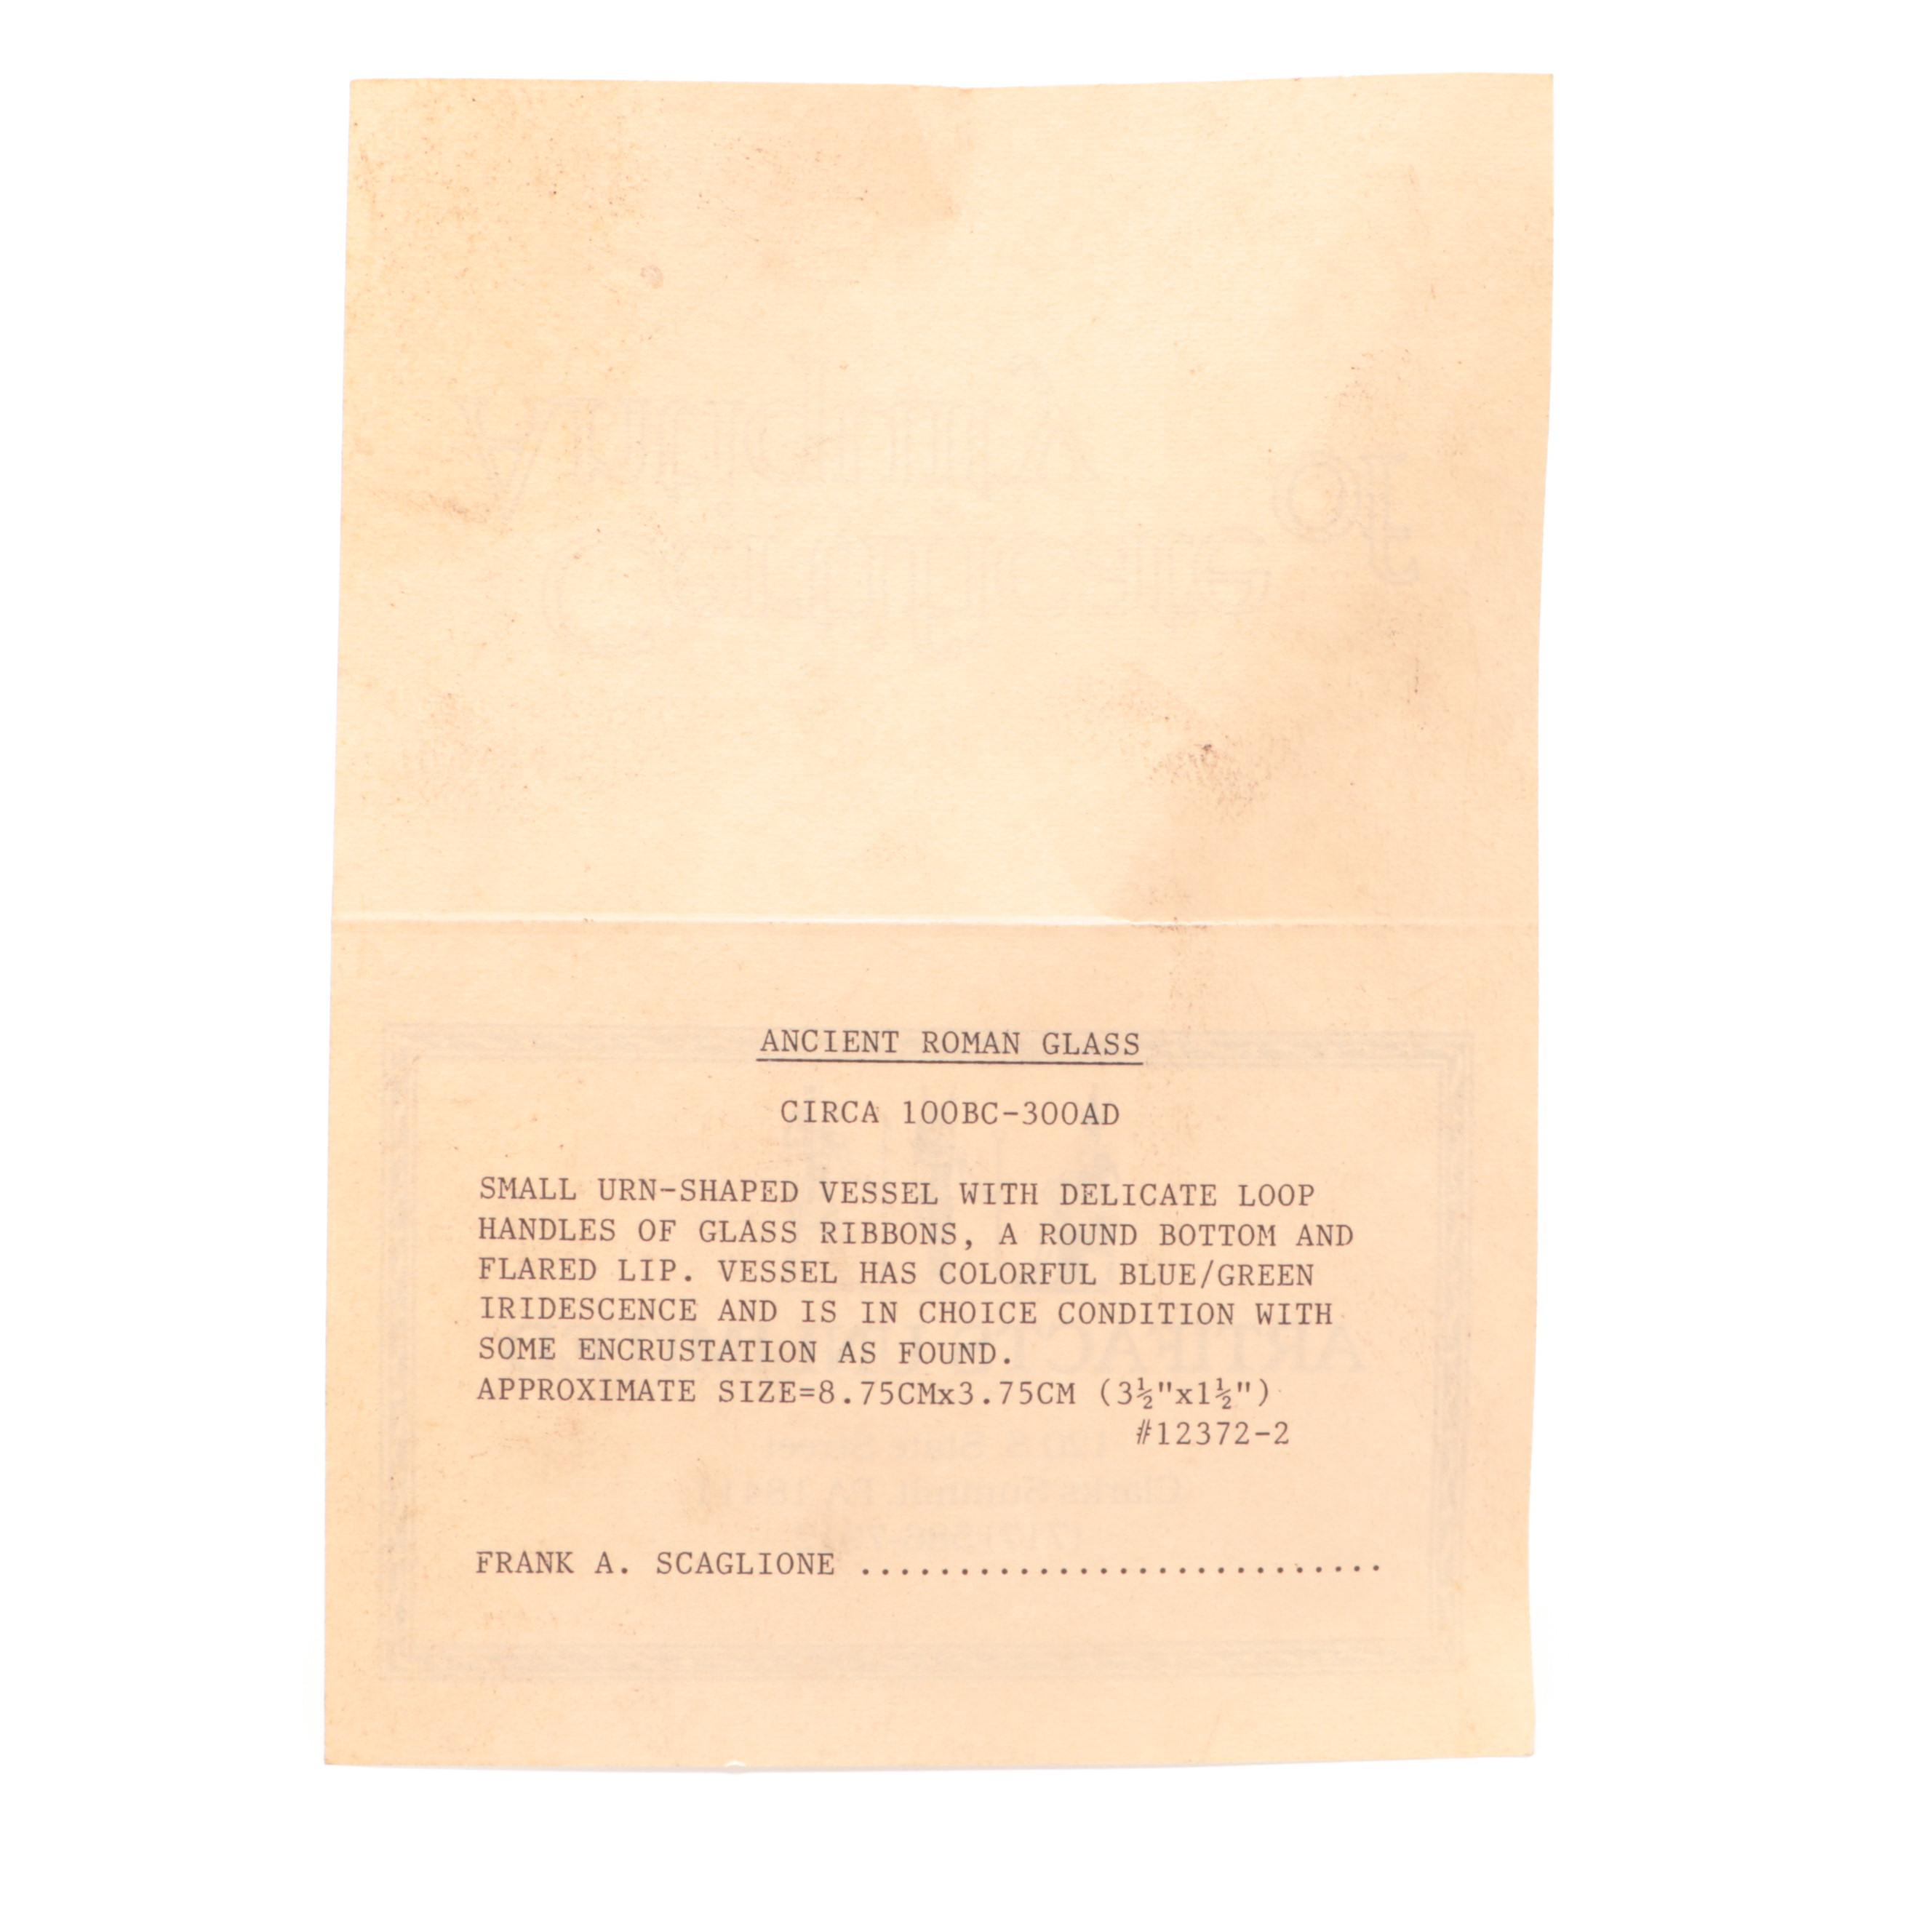 ANCIENT ROMAN GLASS
CIRCA 100BC-300AD
SMALL URN-SHAPED VESSEL WITH DELICATE LOOP
HANDLES OF GLASS RIBBONS, A ROUND BOTTOM AND
FLARED LIP. VESSEL HAS COLORFUL BLUE/GREEN
IRIDESCENCE AND IS IN CHOICE CONDITION WITH
SOME ENCRUSTATION AS FOUND.
APPROXIMATE SIZE=8.75CMx3.75CM (3½"x1½")
#12372-2
FRANK A. SCAGLIONE ...........................